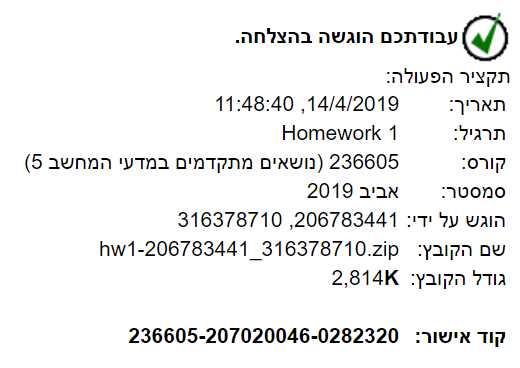 עבודתכם הוגשה בהצלחה.
תקציר הפעולה:
תאריך: 14/4/2019, 11:48:40
תרגיל: Homework 1
קורס: 236605 (נושאים מתקדמים במדעי המחשב 5)
סמסטר: אביב 2019
הוגש על ידי: 206783441, 316378710
שם הקובץ: hw1-206783441_316378710.zip
גודל הקובץ: 2,814K
קוד אישור: 236605-207020046-0282320